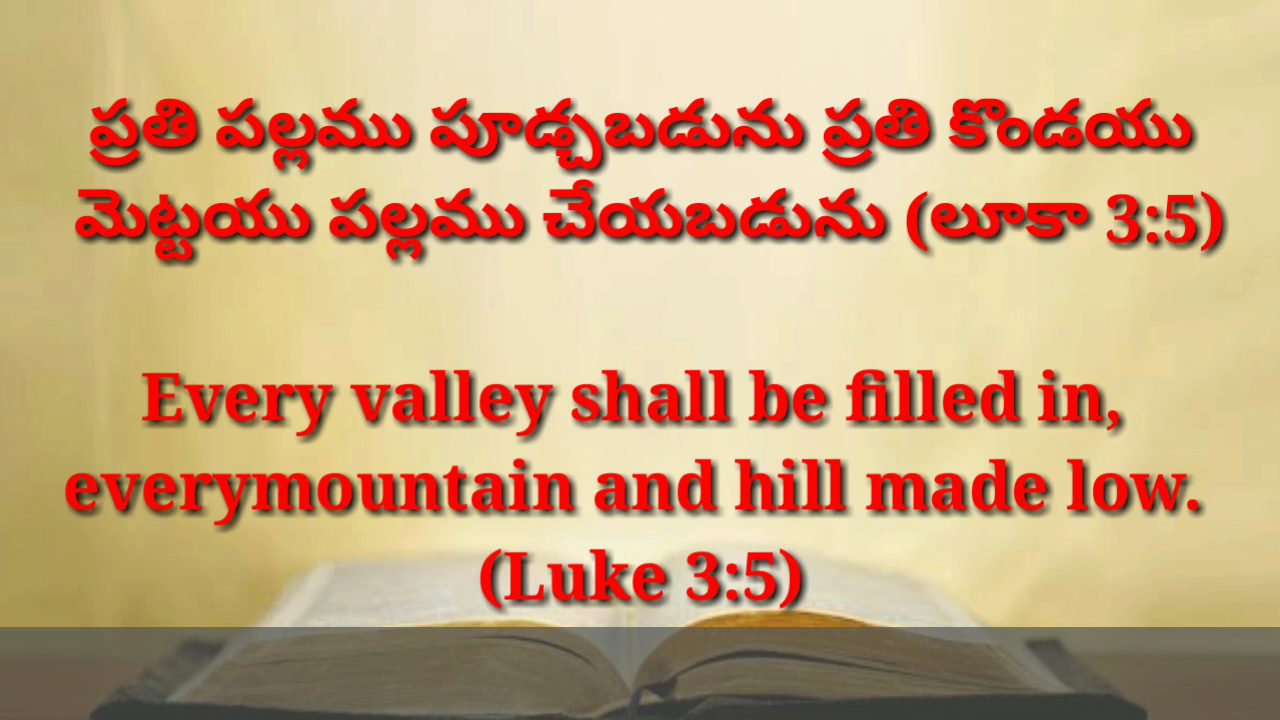 ప్రతి పల్లము పూడ్చబడును ప్రతి కొండయు
మెట్టయు పల్లము చేయబడును (లూకా 3:5)
Every valley shall be filled in,
everymountain and hill made low.
(Luke 3:5)